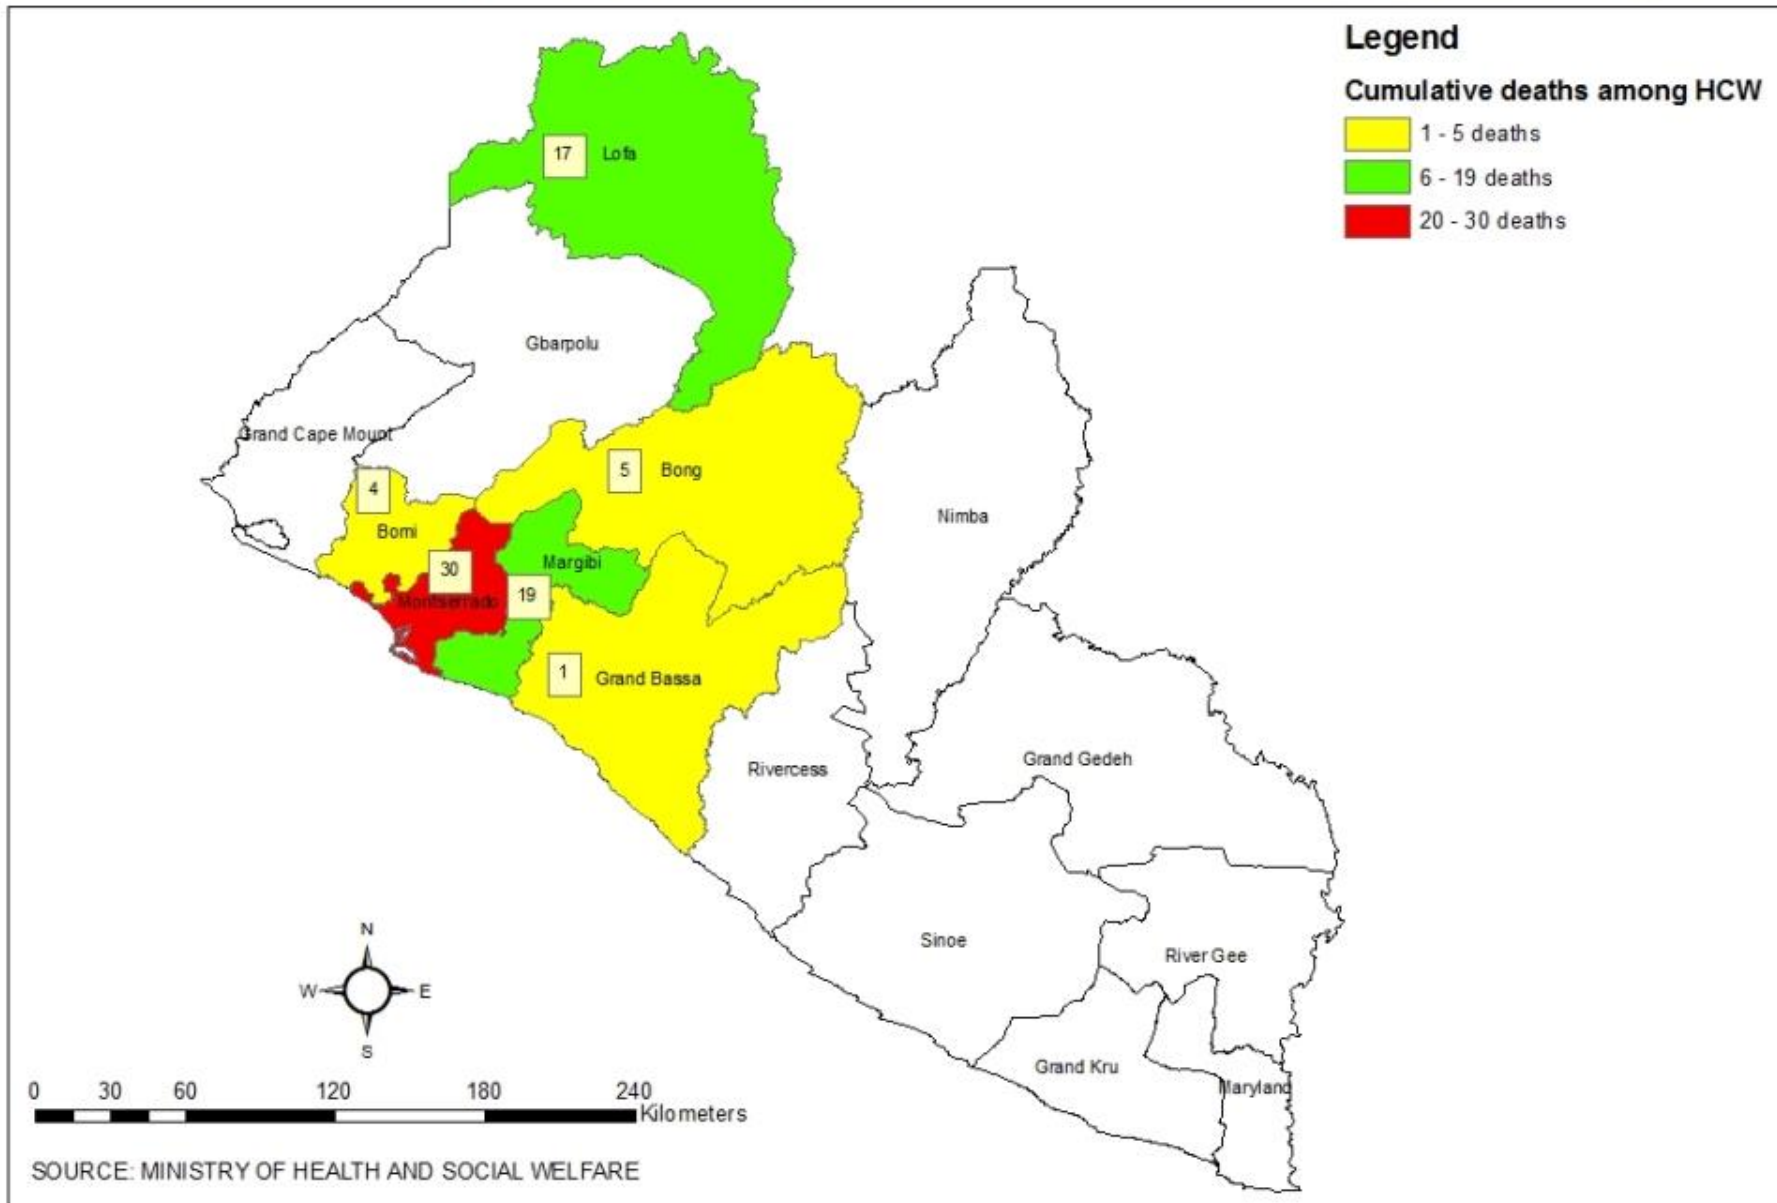 Legend
Cumulative deaths among HCW
1 - 5 deaths
6 - 19 deaths
20 - 30 deaths
17 Lofa
Gbarpolu
Grand Cape Mount
5 Bong
4
Bomi
Nimba
Margibi
30
19
Montserrado
1 Grand Bassa
Rivercess
Grand Gedeh
Sinoe
River Gee
Grand Kru
Maryland
N
W E
S
0 30 60 120 180 240
Kilometers
SOURCE: MINISTRY OF HEALTH AND SOCIAL WELFARE